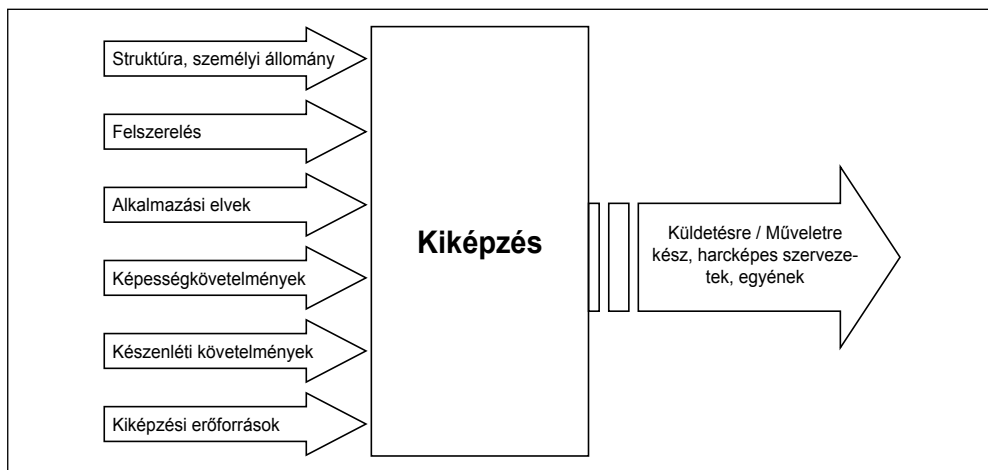 Struktúra, személyi állomány
Felszerelés
Alkalmazási elvek
Képességkövetelmények
Készenléti követelmények
Kiképzési erőforrások
Kiképzés
Küldetésre / Műveletre
kész, harcképes szerveze-
tek, egyének